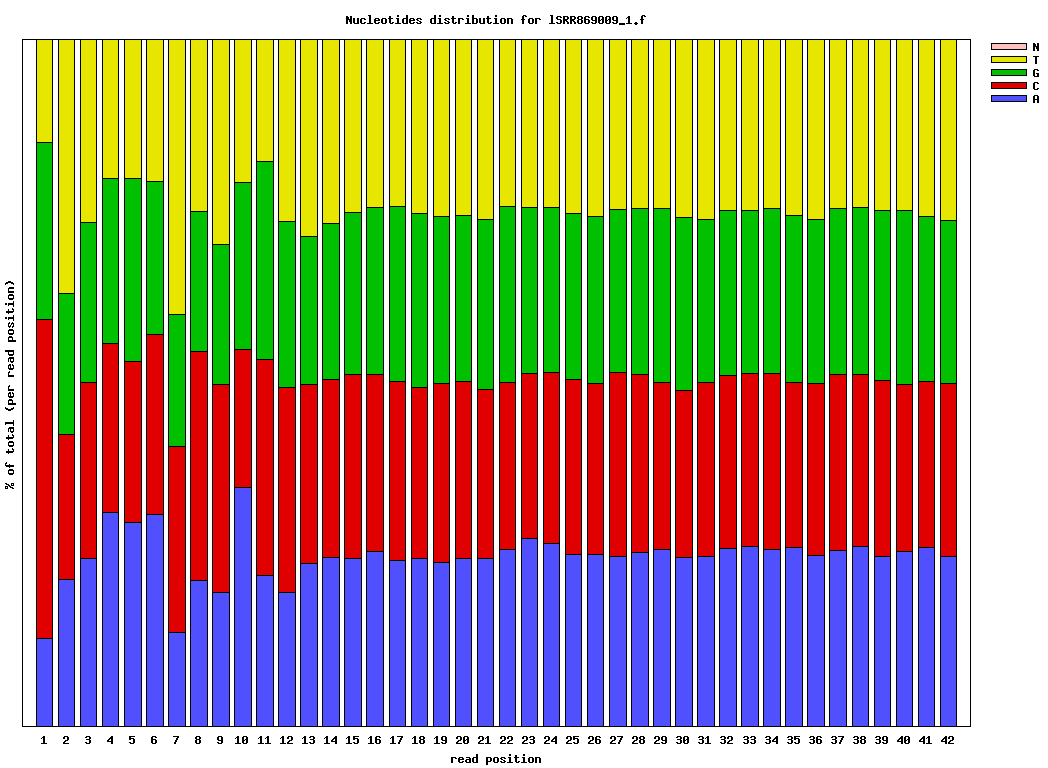 Nucleotides distribution for lSRR869009_1.f
N
T
G
C
A
% of total (per read position)
1 2 3 4 5 6 7 8 9 10 11 12 13 14 15 16 17 18 19 20 21 22 23 24 25 26 27 28 29 30 31 32 33 34 35 36 37 38 39 40 41 42
read position